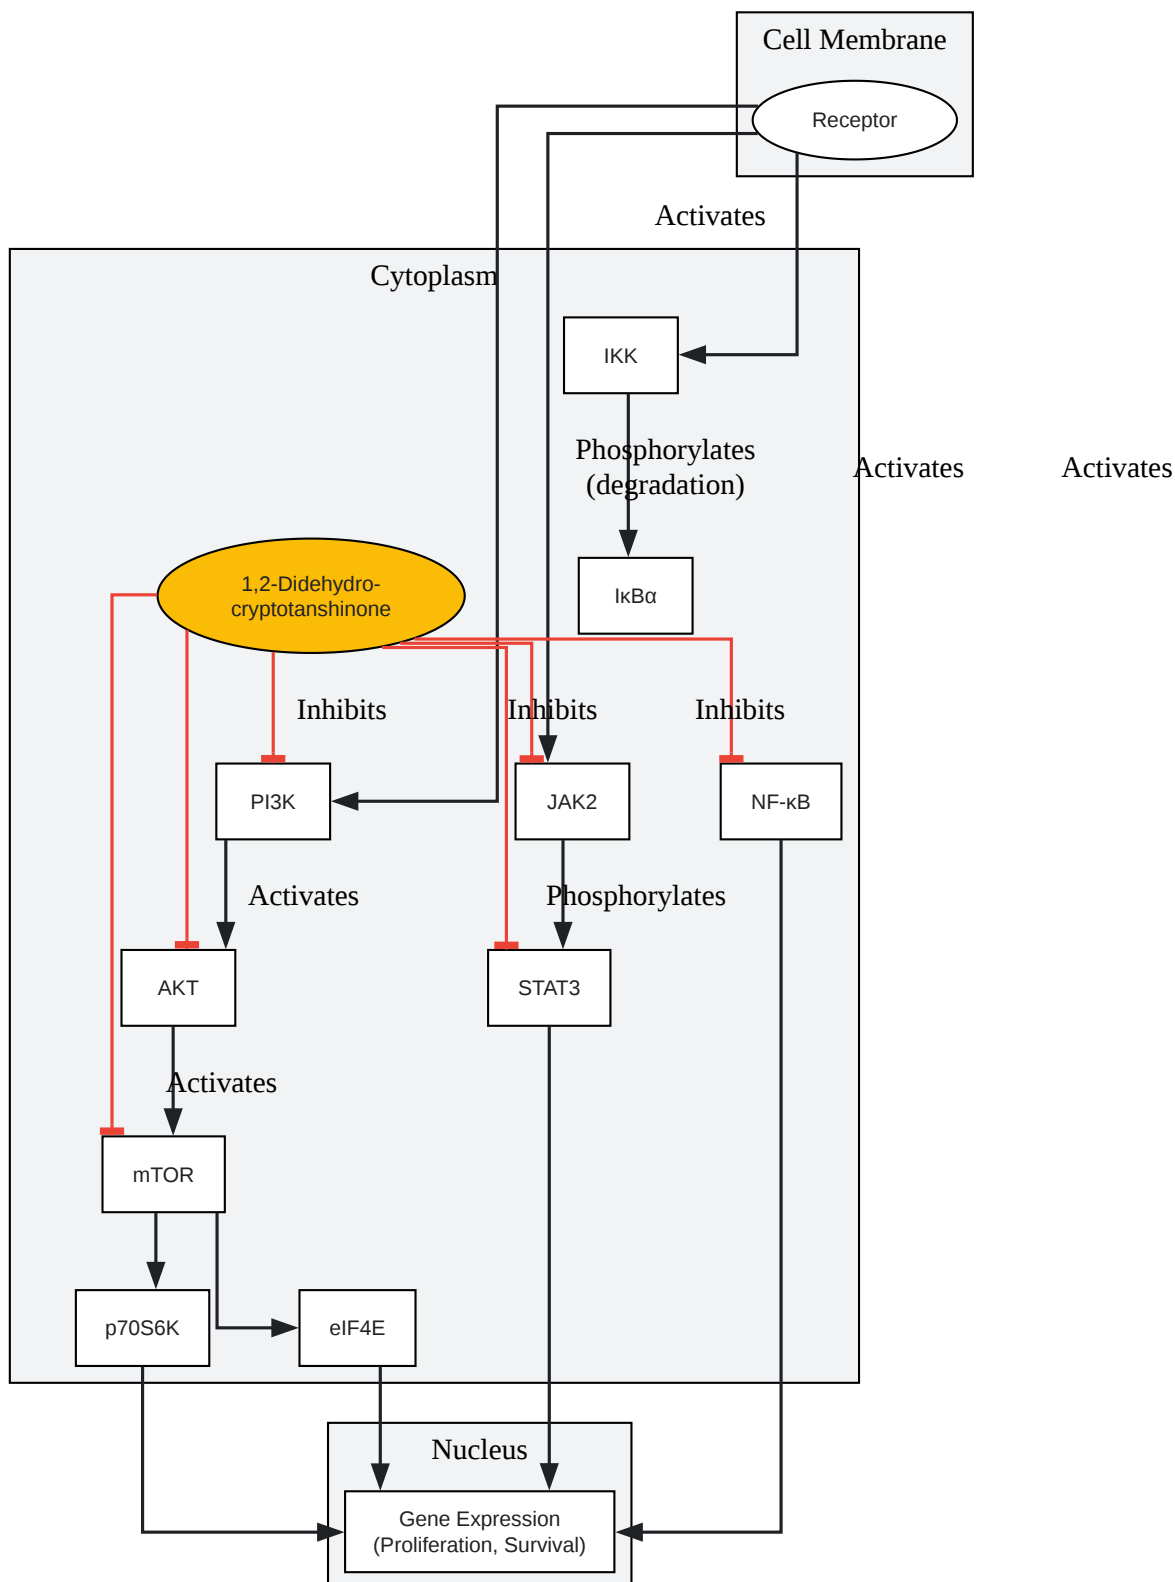 Cell Membrane
Receptor
Activates
Cytoplasm
IKK
Phosphorylates
(degradation)
Activates
Activates
1,2-Didehydro-
cryptotanshinone
IκBα
Inhibits
Inhibits
Inhibits
PI3K
JAK2
NF-κB
Activates
Phosphorylates
AKT
STAT3
Activates
mTOR
p70S6K
eIF4E
Nucleus
Gene Expression
(Proliferation, Survival)